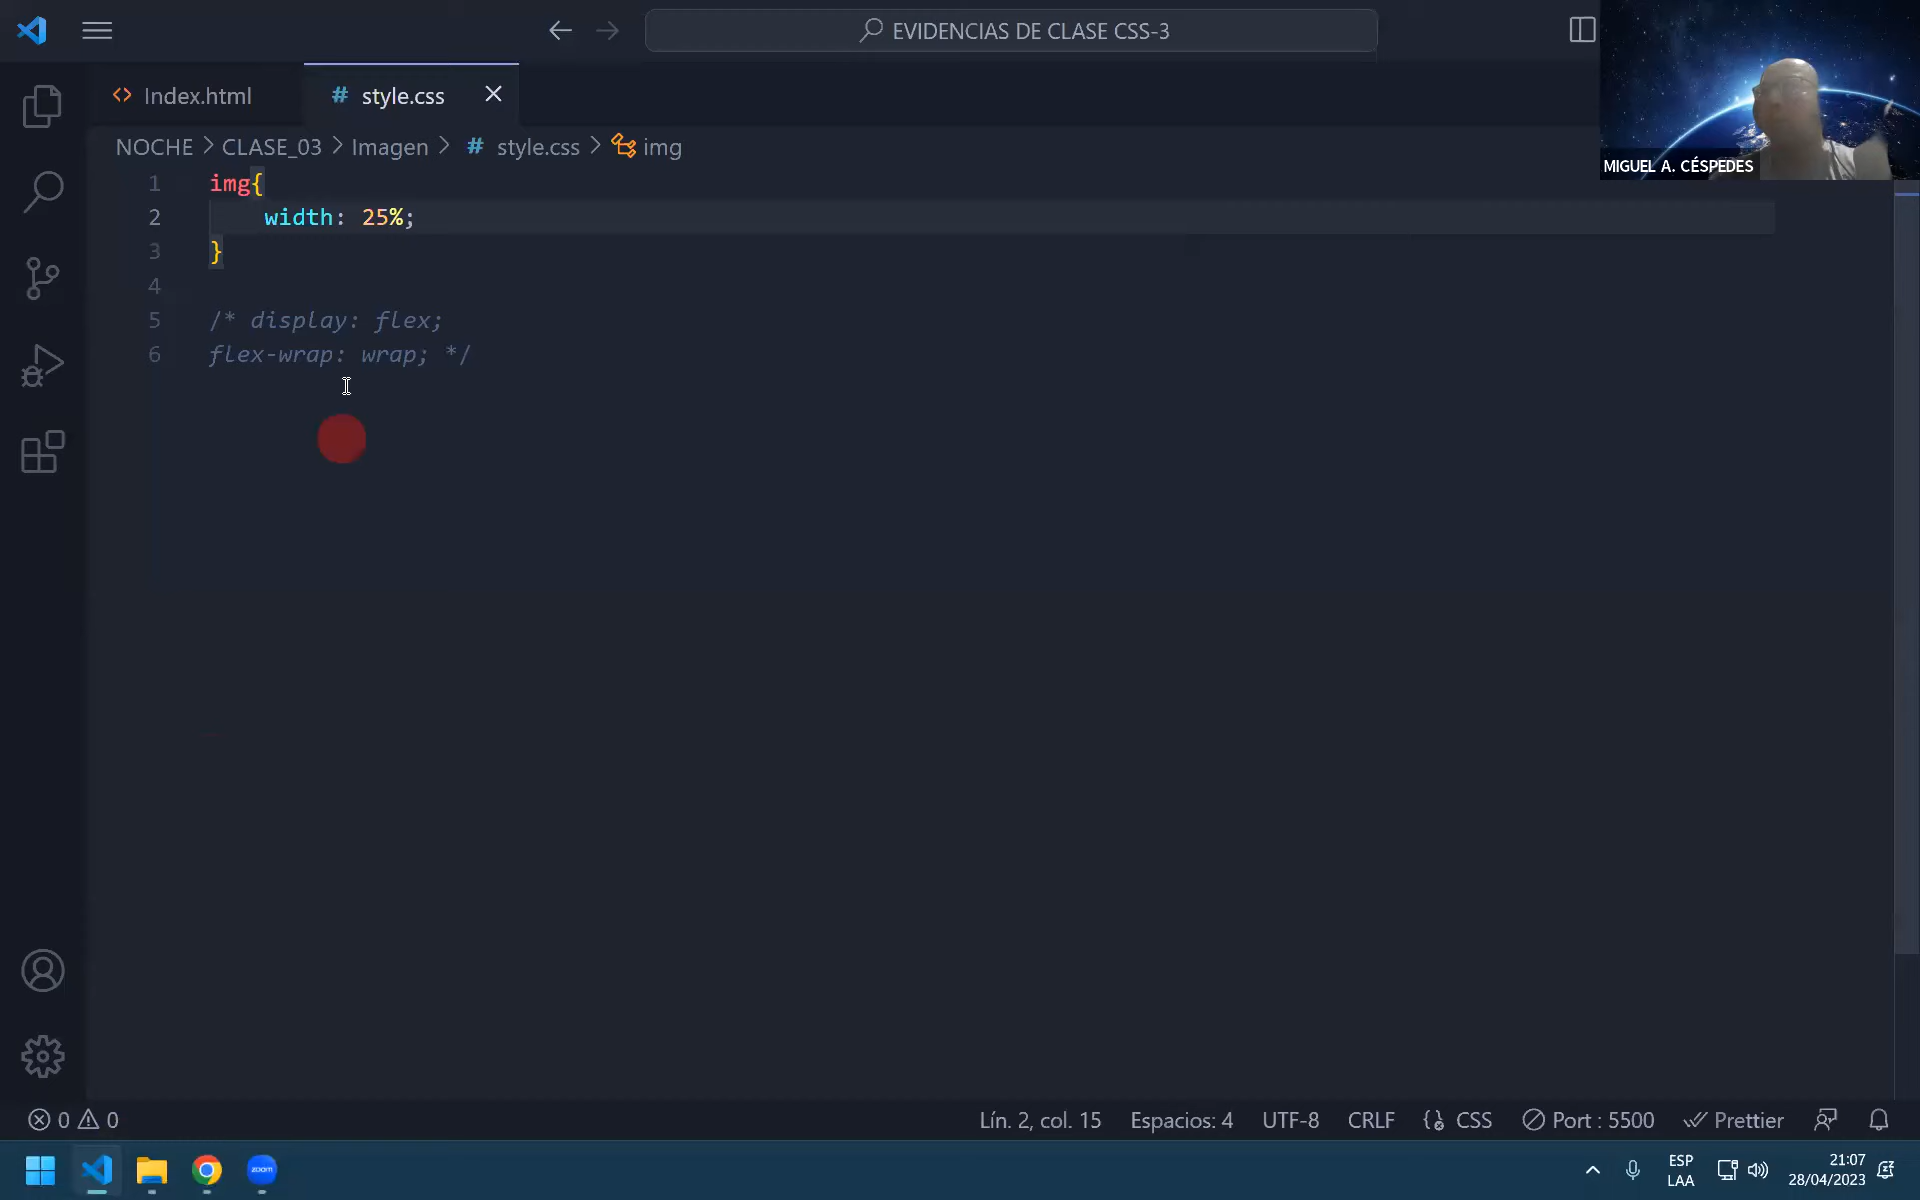 EVIDENCIAS DE CLASE CSS-3
Index.html
# style.css
NOCHE > CLASE_03 > Imagen > # style.css > img
MIGUEL A. CÉSPEDES
1 img{
2 width: 25%;
3 }
4
5 /* display: flex;
6 flex-wrap: wrap; */
0 0
Lín. 2, col. 15 Espacios: 4 UTF-8 CRLF {} CSS Port : 5500 Prettier
zoom
ESP
LAA
21:07
28/04/2023